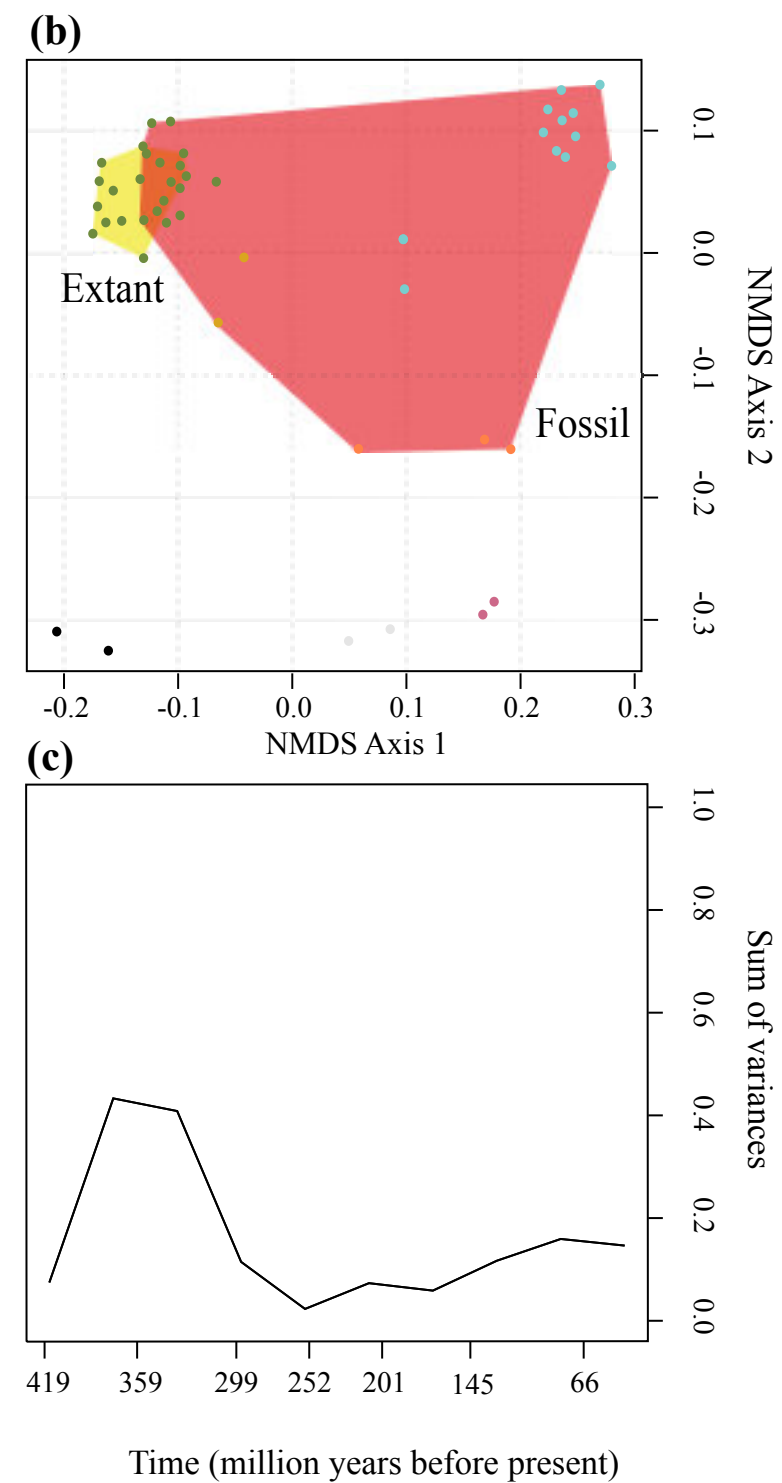 (b)
0.1
0.0
-0.1
-0.2
-0.3
NMDS Axis 2
Extant
Fossil
-0.2 -0.1 0.0 0.1 0.2 0.3
NMDS Axis 1
(c)
1.0
0.8
0.6
0.4
0.2
0.0
Sum of variances
419 359 299 252 201 145 66
Time (million years before present)